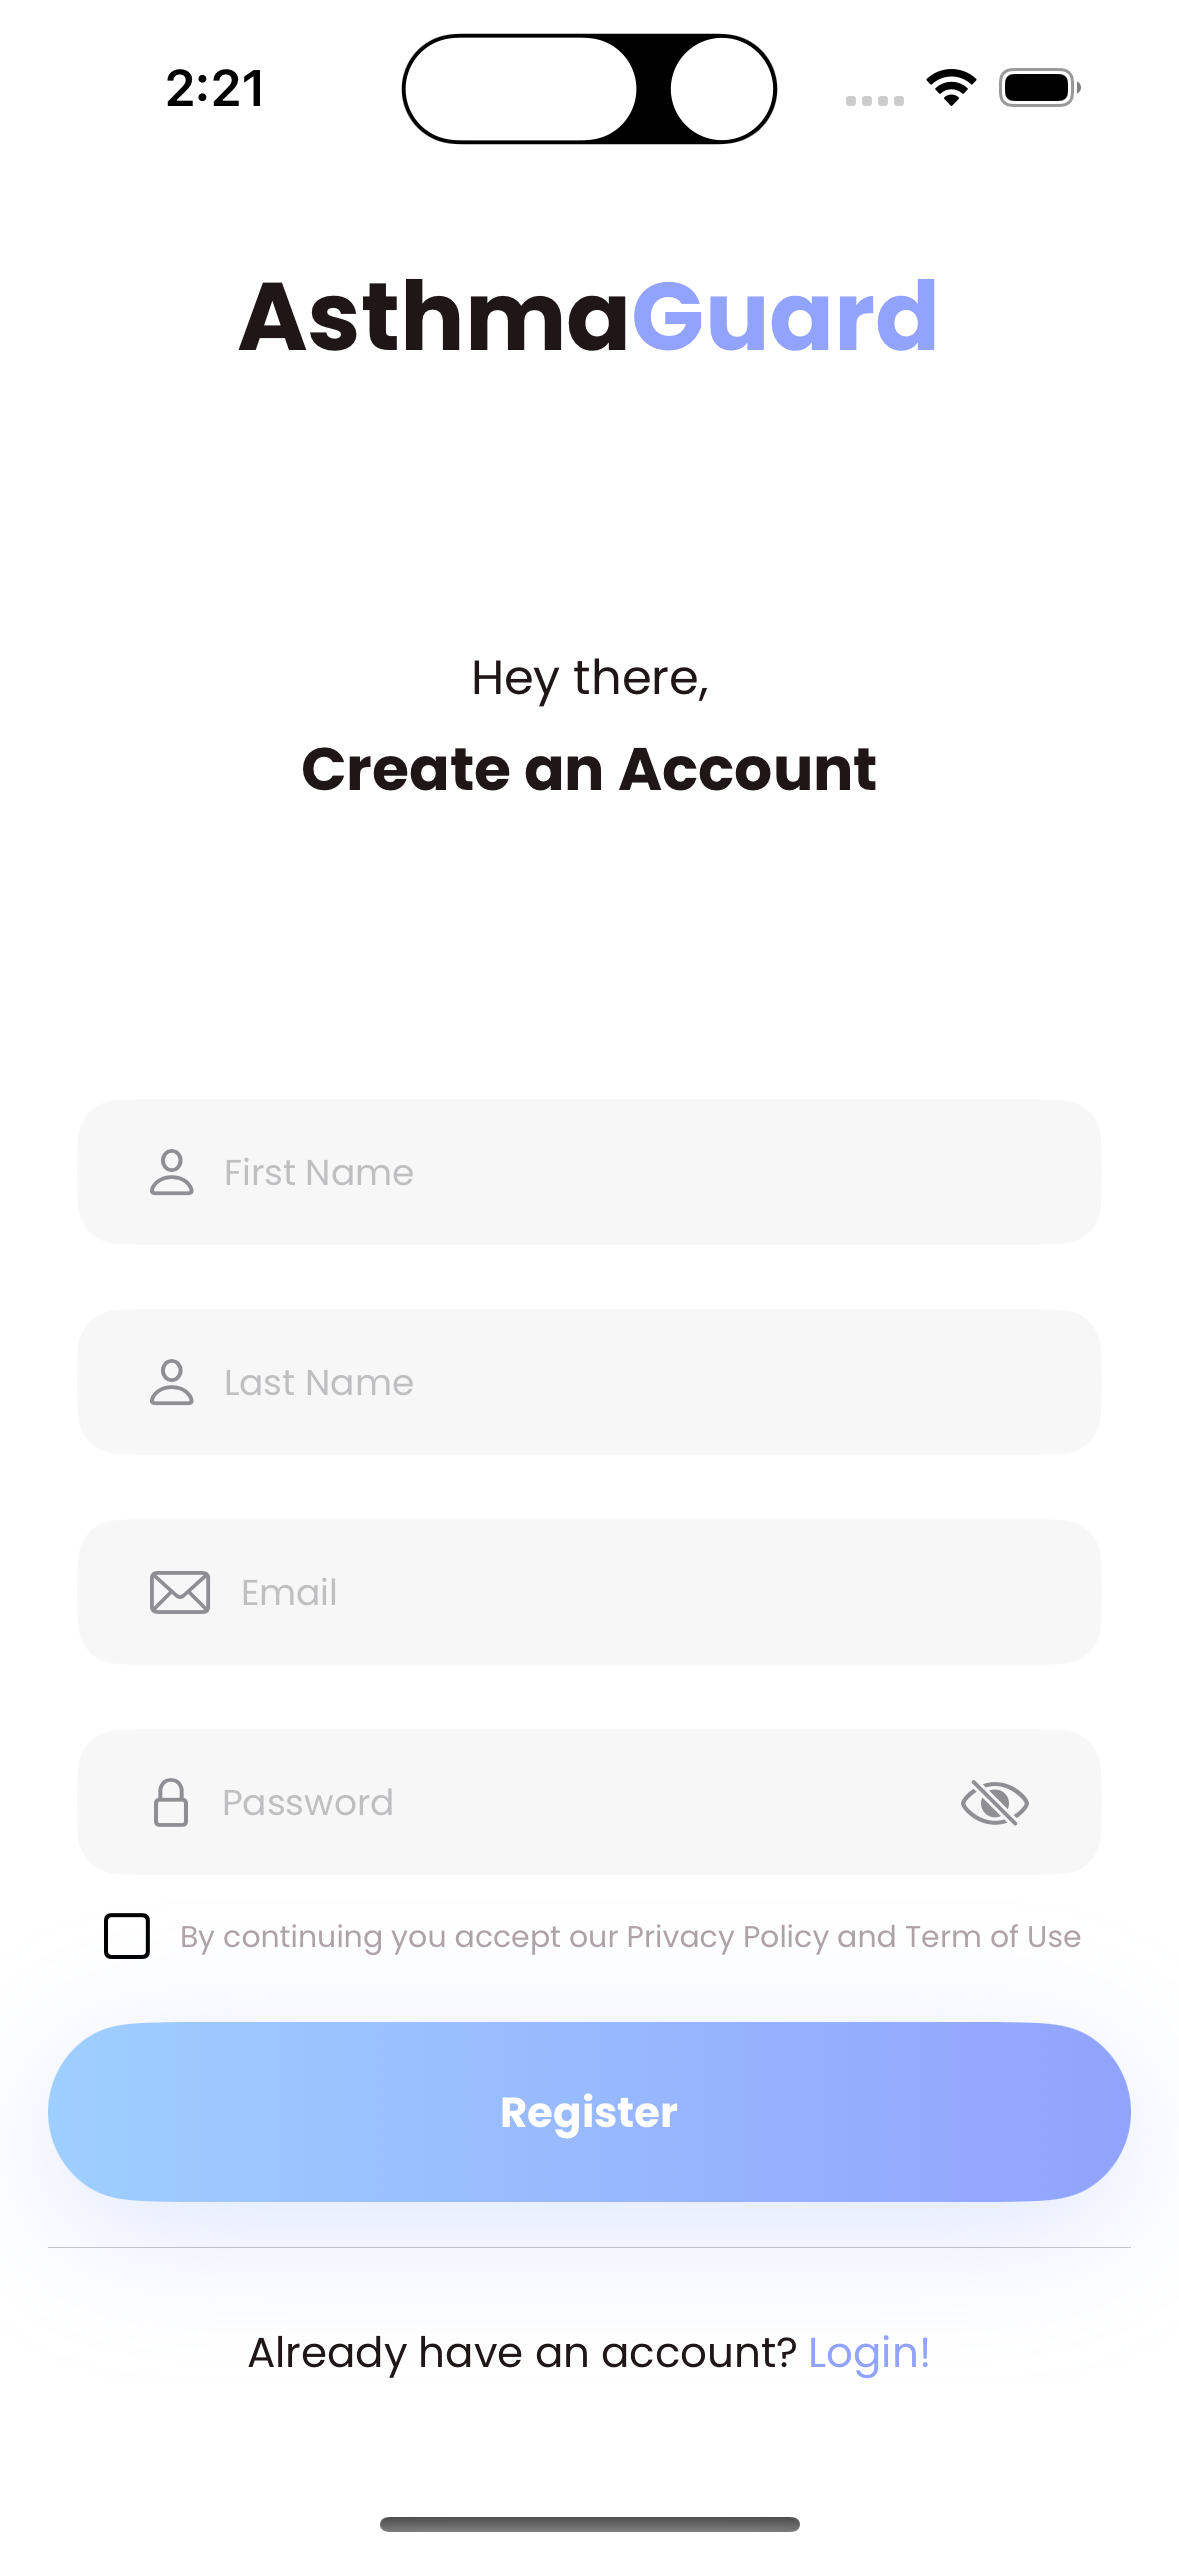 2:21
AsthmaGuard
Hey there,
Create an Account
First Name
Last Name
Email
Password
By continuing you accept our Privacy Policy and Term of Use
Register
Already have an account? Login!